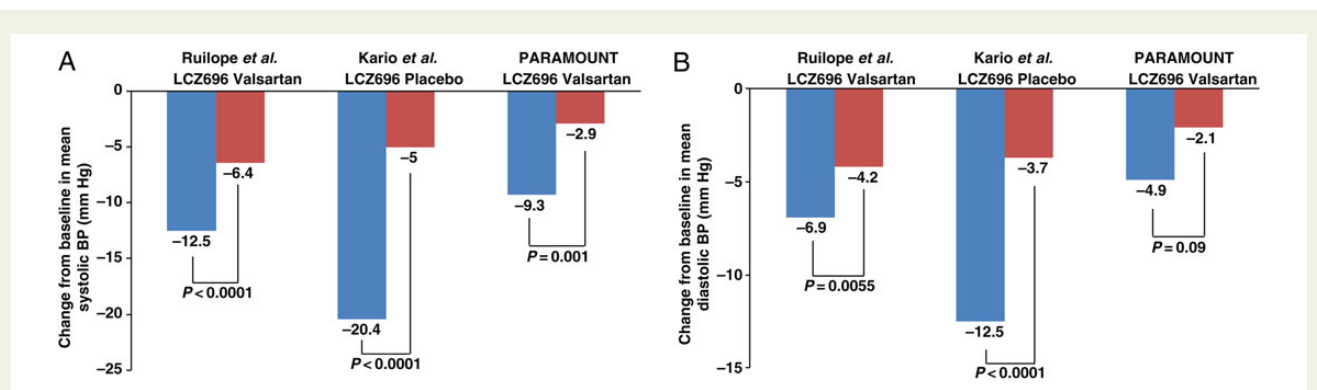 A
Ruilope et al.
LCZ696 Valsartan
Kario et al.
LCZ696 Placebo
PARAMOUNT
LCZ696 Valsartan
Change from baseline in mean
systolic BP (mm Hg)
0
−5
−10
−15
−20
−25
−12.5
−6.4
P < 0.0001
−20.4
−5
P < 0.0001
−9.3
−2.9
P = 0.001
B
Ruilope et al.
LCZ696 Valsartan
Kario et al.
LCZ696 Placebo
PARAMOUNT
LCZ696 Valsartan
Change from baseline in mean
diastolic BP (mm Hg)
0
−5
−10
−15
−6.9
−4.2
P = 0.0055
−12.5
−3.7
P < 0.0001
−4.9
−2.1
P = 0.09